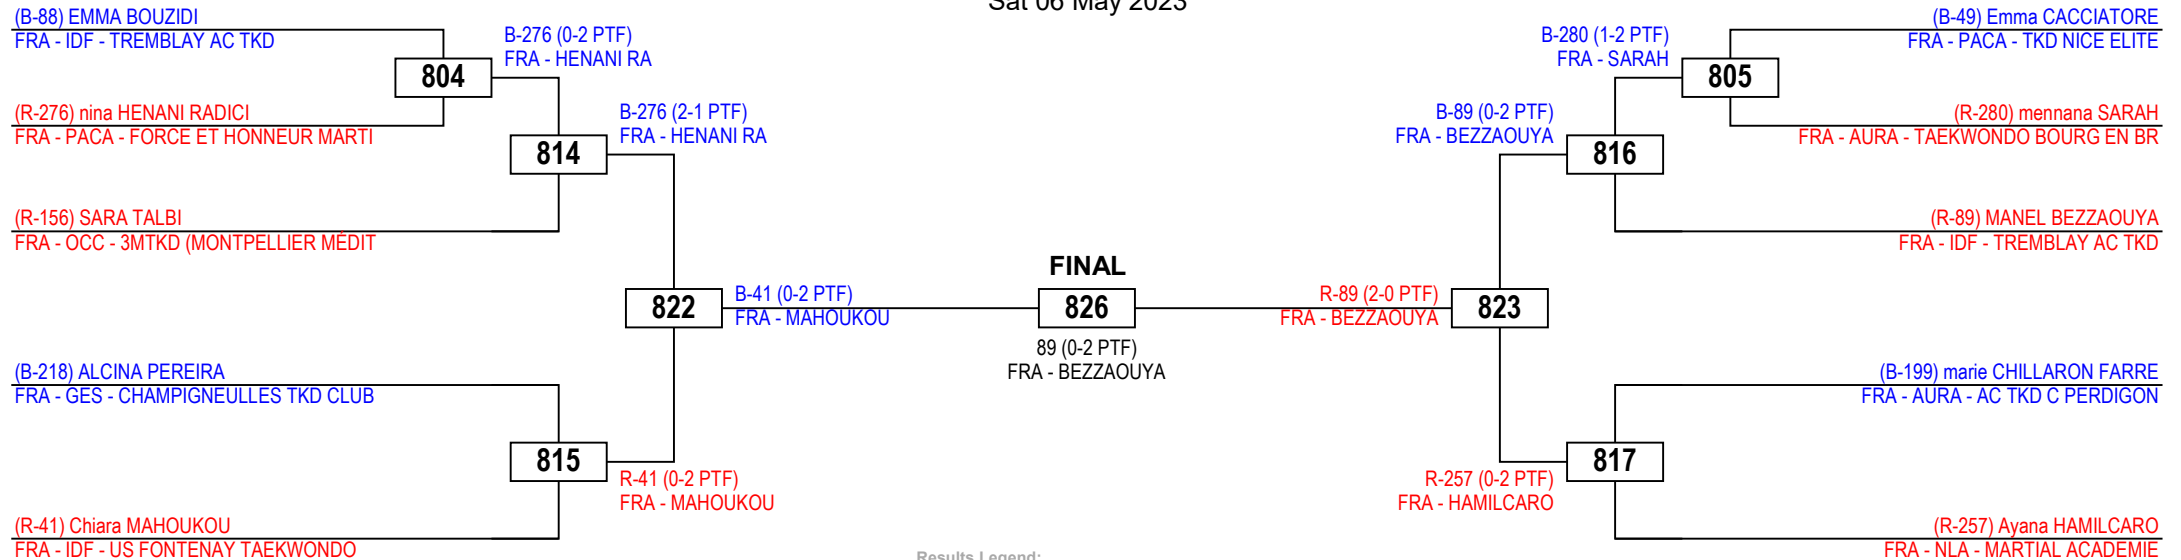 Sat 06 May 2023
(B-88) EMMA BOUZIDI
FRA - IDF - TREMBLAY AC TKD
804
(R-276) nina HENANI RADICI
FRA - PACA - FORCE ET HONNEUR MARTI
B-276 (0-2 PTF)
FRA - HENANI RA
814
(R-156) SARA TALBI
FRA - OCC - 3MTKD (MONTPELLIER MÉDIT
B-276 (2-1 PTF)
FRA - HENANI RA
822
(B-218) ALCINA PEREIRA
FRA - GES - CHAMPIGNEULLES TKD CLUB
815
(R-41) Chiara MAHOUKOU
FRA - IDF - US FONTENAY TAEKWONDO
R-41 (0-2 PTF)
FRA - MAHOUKOU
B-41 (0-2 PTF)
FRA - MAHOUKOU
FINAL
826
89 (0-2 PTF)
FRA - BEZZAOUYA
R-89 (2-0 PTF)
FRA - BEZZAOUYA
823
B-89 (0-2 PTF)
FRA - BEZZAOUYA
816
B-280 (1-2 PTF)
FRA - SARAH
805
(B-49) Emma CACCIATORE
FRA - PACA - TKD NICE ELITE
(R-280) mennana SARAH
FRA - AURA - TAEKWONDO BOURG EN BR
(R-89) MANEL BEZZAOUYA
FRA - IDF - TREMBLAY AC TKD
(B-199) marie CHILLARON FARRE
FRA - AURA - AC TKD C PERDIGON
817
R-257 (0-2 PTF)
FRA - HAMILCARO
(R-257) Ayana HAMILCARO
FRA - NLA - MARTIAL ACADEMIE
Results Legend: